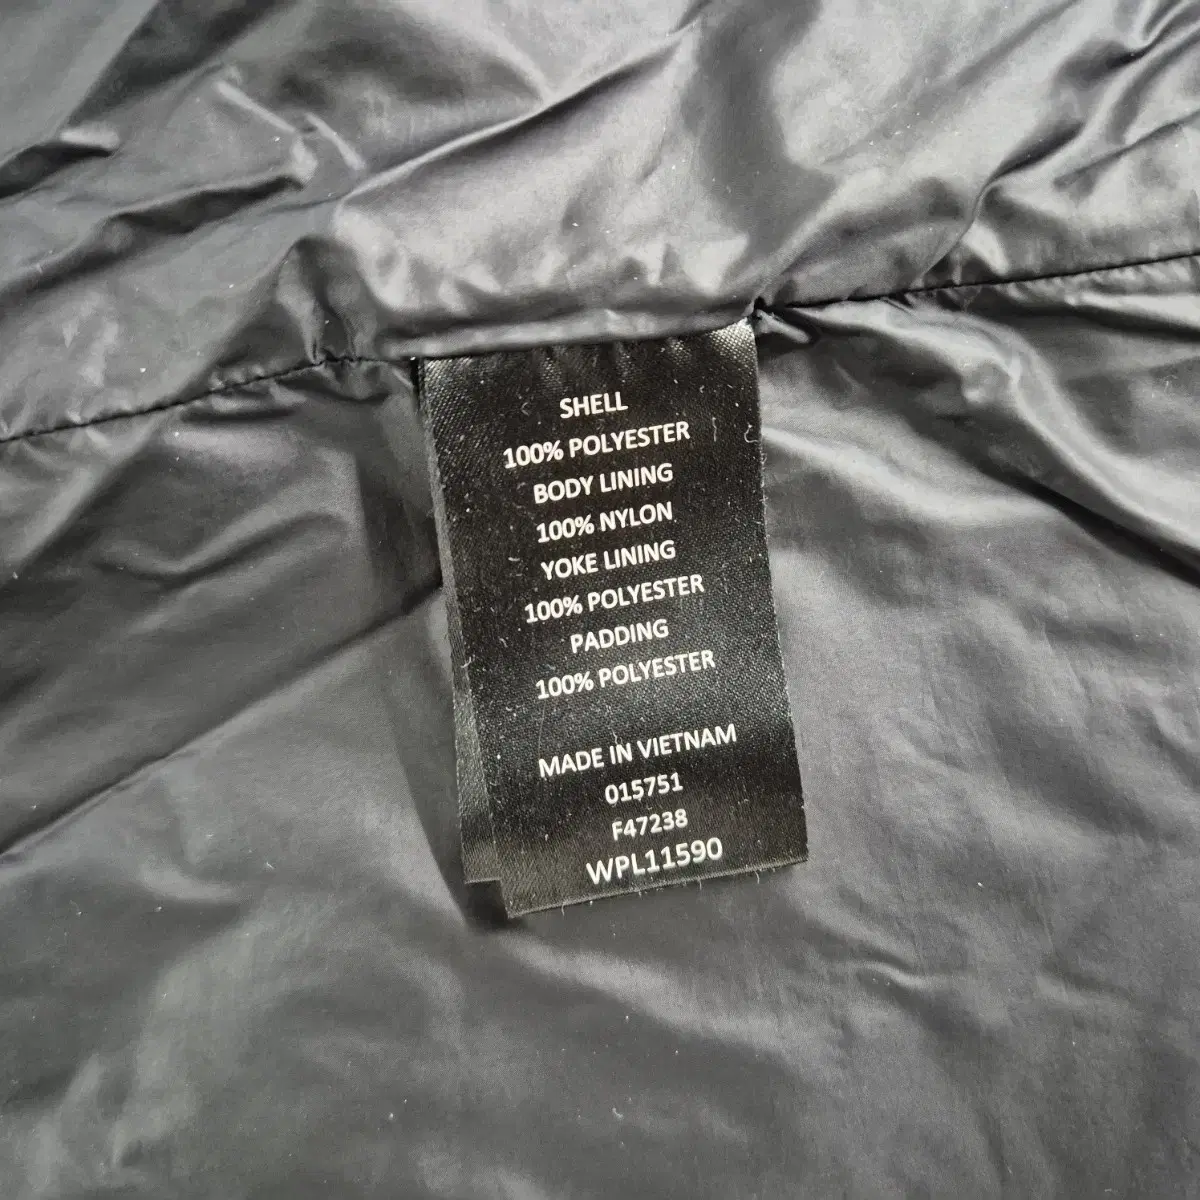 SHELL
100% POLYESTER
BODY LINING
100% NYLON
YOKE LINING
100% POLYESTER
PADDING
100% POLYESTER
MADE IN VIETNAM
015751
F47238
WPL11590